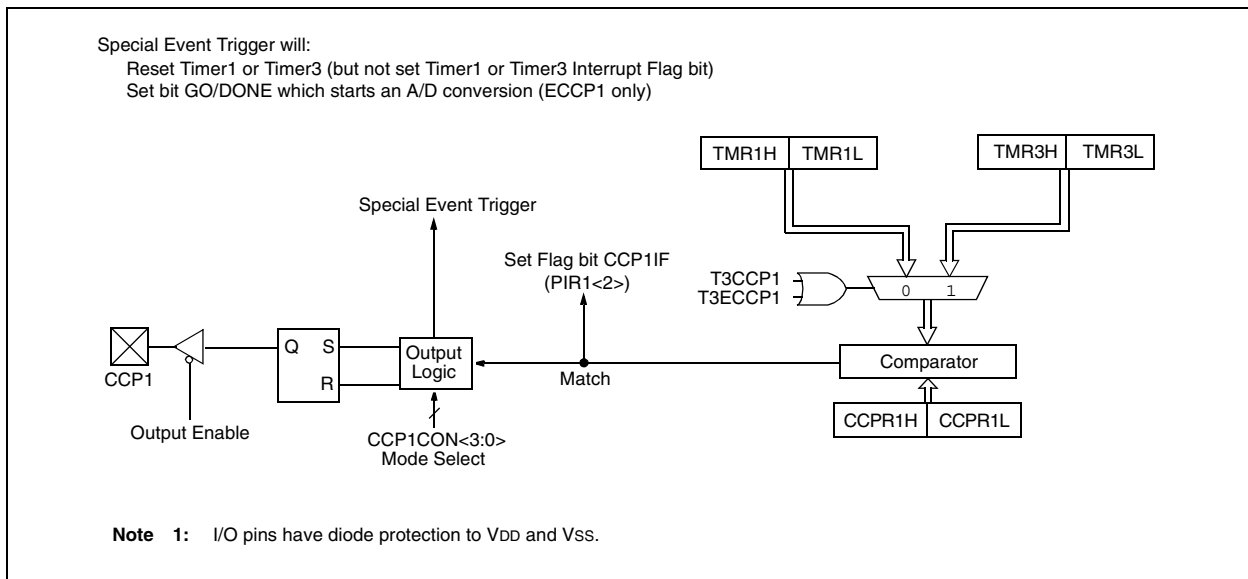 Special Event Trigger will:
Reset Timer1 or Timer3 (but not set Timer1 or Timer3 Interrupt Flag bit)
Set bit GO/DONE which starts an A/D conversion (ECCP1 only)
TMR1H TMR1L
TMR3H TMR3L
Special Event Trigger
Set Flag bit CCP1IF
(PIR1<2>)
T3CCP1
T3ECCP1
0 1
Q S
R
Output
Logic
Match
Comparator
CCP1
Output Enable
CCP1CON<3:0>
Mode Select
CCPR1H CCPR1L
Note 1: I/O pins have diode protection to VDD and VSS.